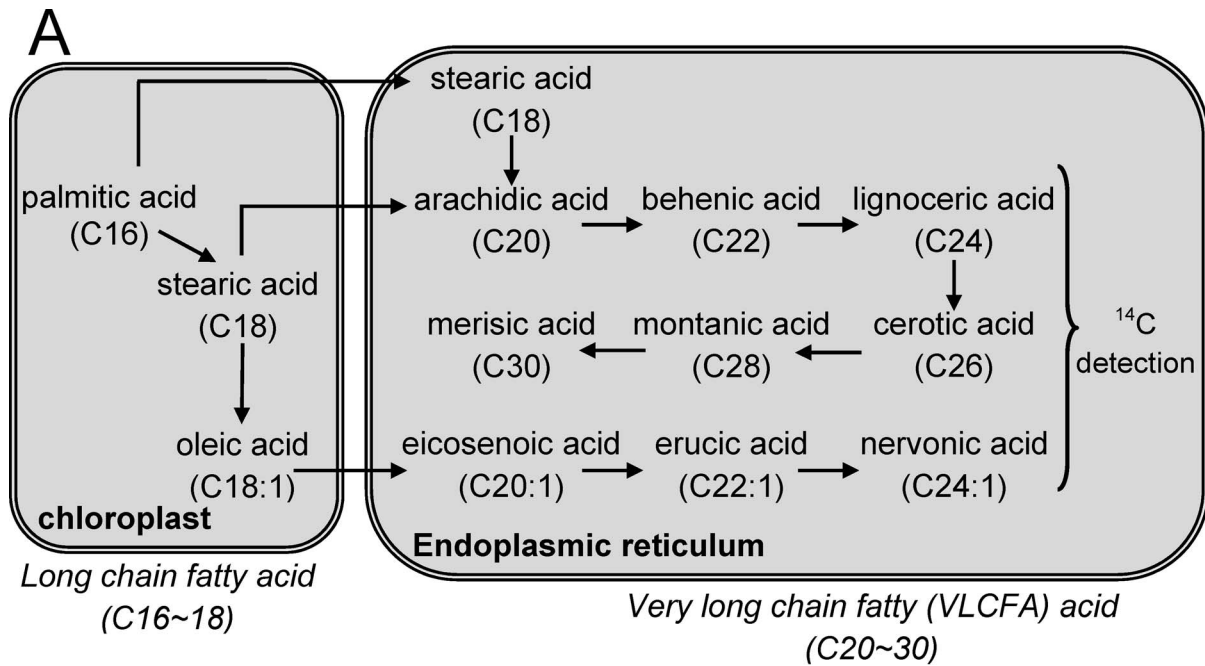 A
stearic acid
(C18)
palmitic acid
(C16)
arachidic acid
(C20)
behenic acid
(C22)
lignoceric acid
(C24)
stearic acid
(C18)
merisic acid
(C30)
montanic acid
(C28)
cerotic acid
(C26)
14C
detection
oleic acid
(C18:1)
eicosenoic acid
(C20:1)
erucic acid
(C22:1)
nervonic acid
(C24:1)
chloroplast
Endoplasmic reticulum
Long chain fatty acid
(C16~18)
Very long chain fatty (VLCFA) acid
(C20~30)